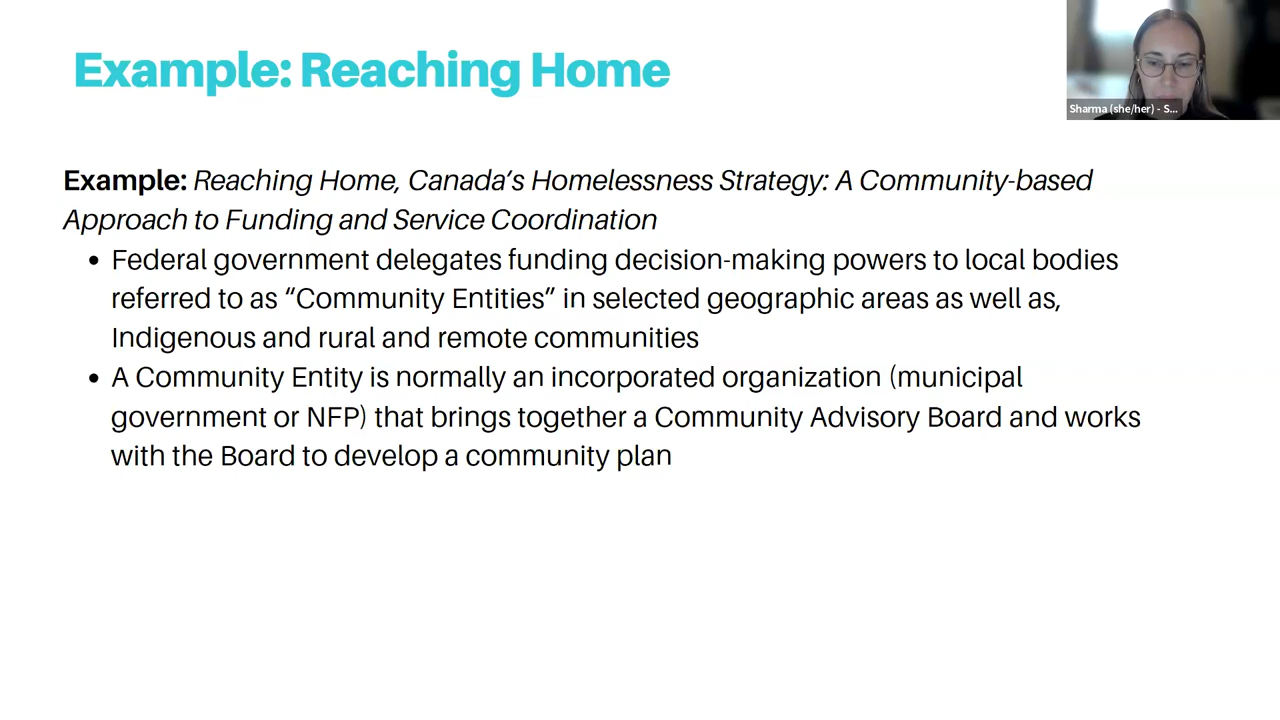 Example: Reaching Home
Sharma (she/her) - S...
Example: Reaching Home, Canada’s Homelessness Strategy: A Community-based
Approach to Funding and Service Coordination
• Federal government delegates funding decision-making powers to local bodies
referred to as “Community Entities” in selected geographic areas as well as,
Indigenous and rural and remote communities
• A Community Entity is normally an incorporated organization (municipal
government or NFP) that brings together a Community Advisory Board and works
with the Board to develop a community plan